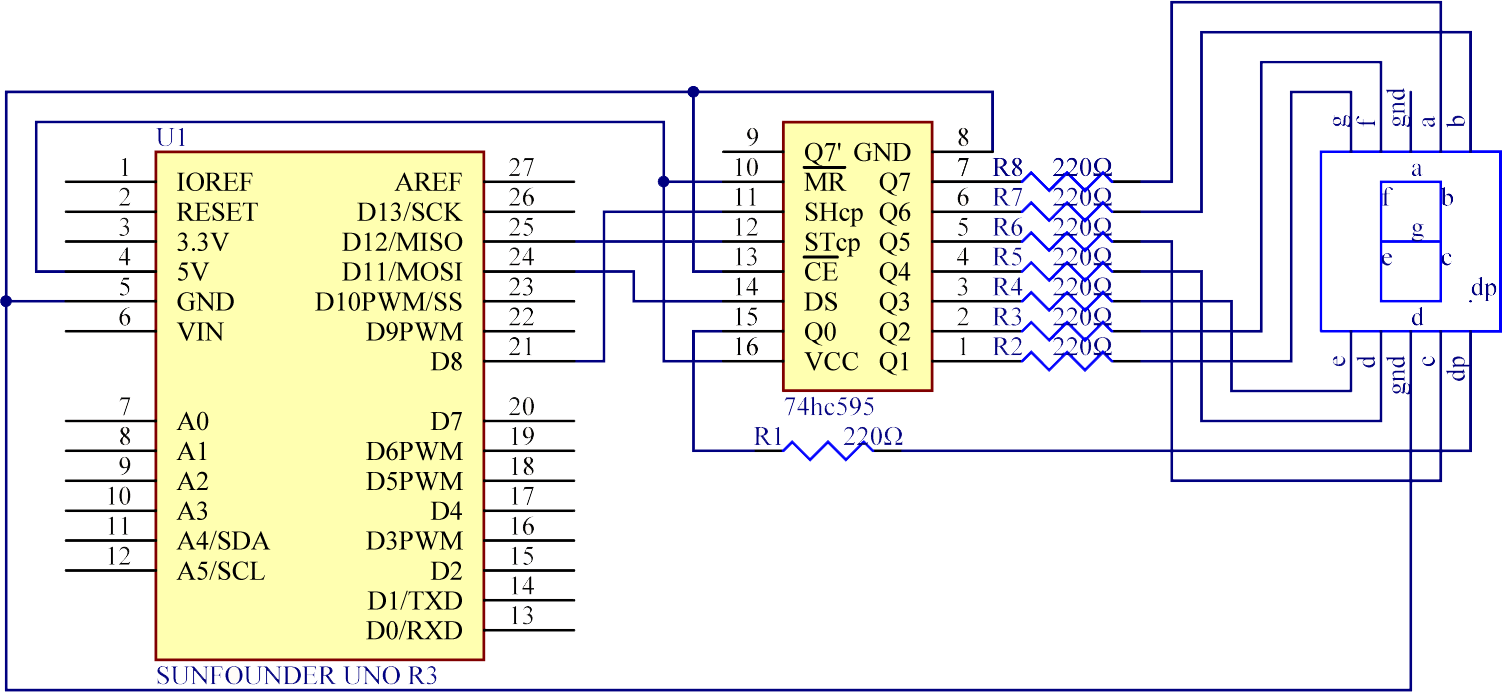 U1
1 IOREF AREF 27
2 RESET D13/SCK 26
3 3.3V D12/MISO 25
4 5V D11/MOSI 24
5 GND D10PWM/SS 23
6 VIN D9PWM 22
D8 21
7 A0 D7 20
8 A1 D6PWM 19
9 A2 D5PWM 18
10 A3 D4 17
11 A4/SDA D3PWM 16
12 A5/SCL D2 15
D1/TXD 14
D0/RXD 13
SUNFOUNDER UNO R3
9 Q7' GND 8
10 MR Q7 7 R8 220Ω
11 SHcp Q6 6 R7 220Ω
12 STcp Q5 5 R6 220Ω
13 CE Q4 4 R5 220Ω
14 DS Q3 3 R4 220Ω
15 Q0 Q2 2 R3 220Ω
16 VCC Q1 1 R2 220Ω
74hc595
R1 220Ω
g f gnd a b
a
f b
g
e c
dp
d
e d gnd c dp